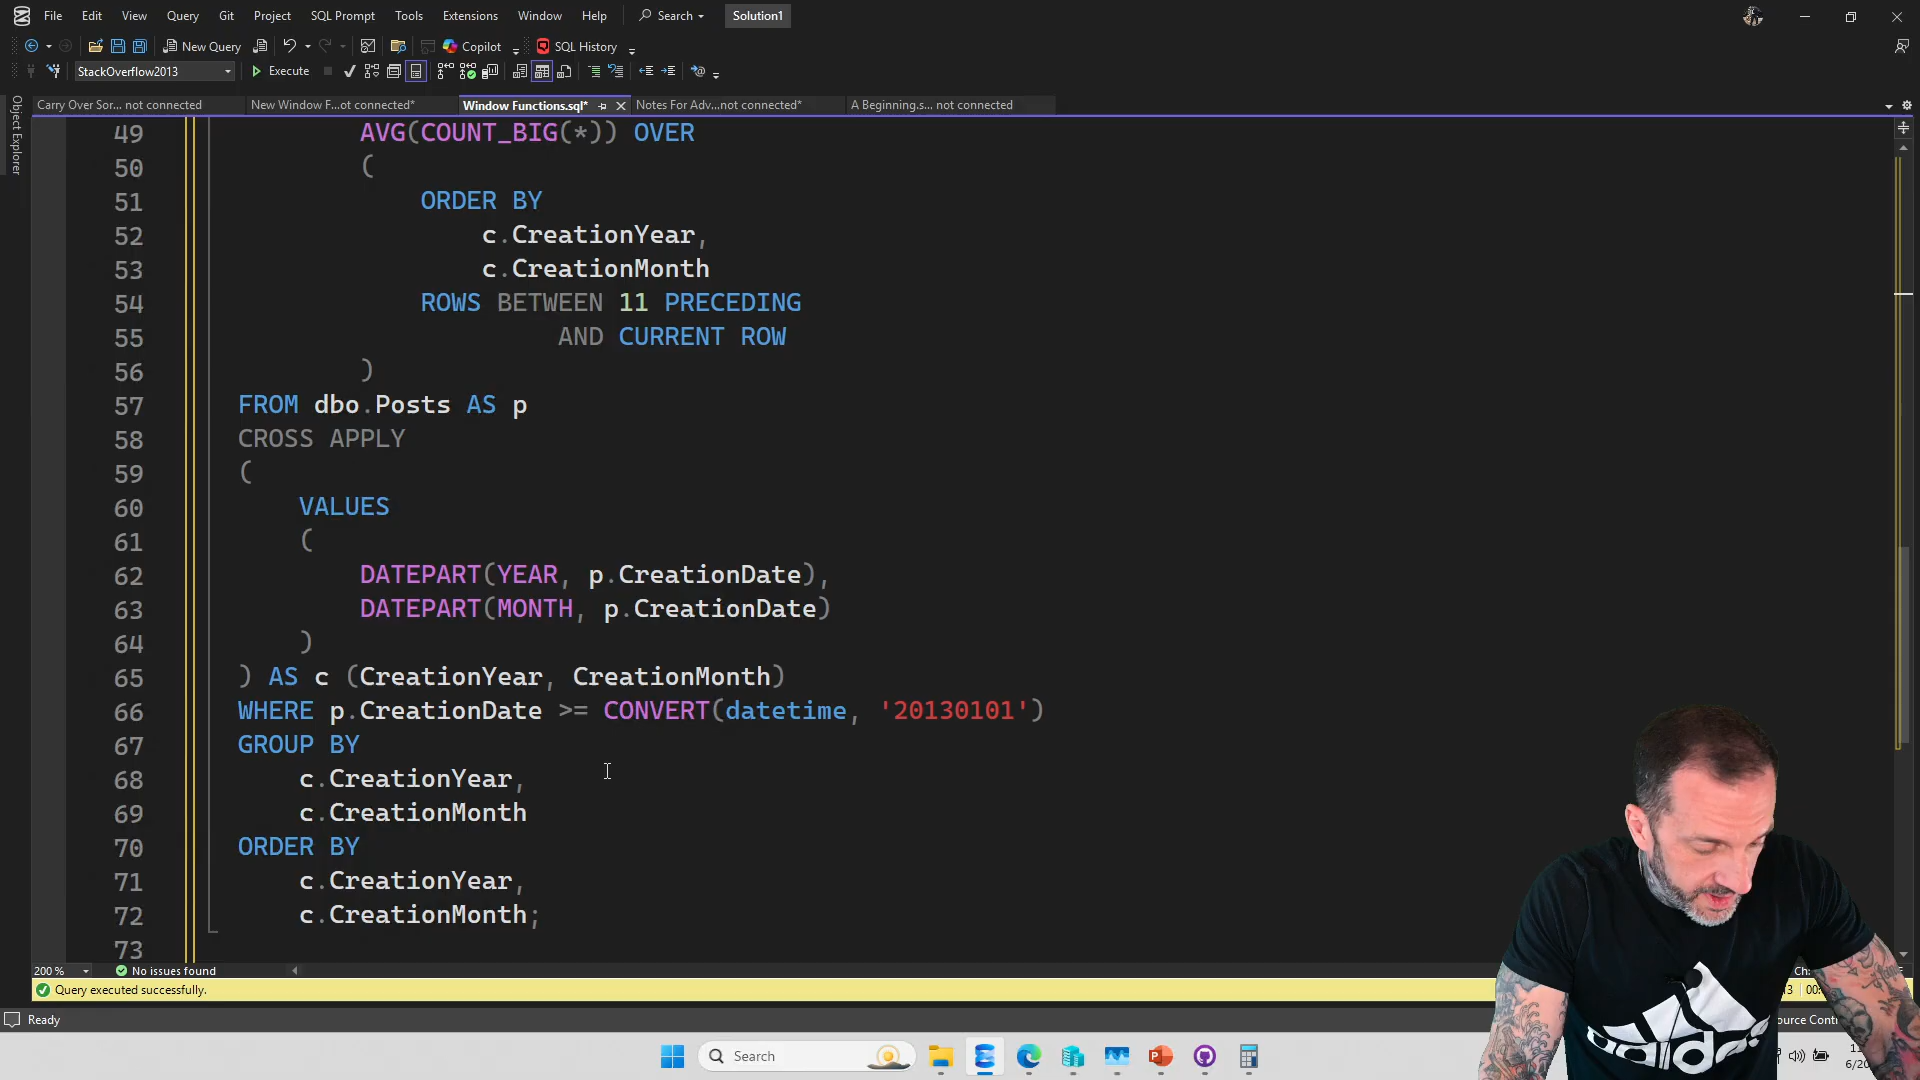 File Edit View Query Git Project SQL Prompt Tools Extensions Window Help Search Solution1
New Query Copilot SQL History
StackOverflow2013 Execute
Carry Over Sor... not connected New Window F...ot connected* Window Functions.sql* Notes For Adv...not connected* A Beginning.s... not connected
Object Explorer
49 AVG(COUNT_BIG(*)) OVER
50 (
51 ORDER BY
52 c.CreationYear,
53 c.CreationMonth
54 ROWS BETWEEN 11 PRECEDING
55 AND CURRENT ROW
56 )
57 FROM dbo.Posts AS p
58 CROSS APPLY
59 (
60 VALUES
61 (
62 DATEPART(YEAR, p.CreationDate),
63 DATEPART(MONTH, p.CreationDate)
64 )
65 ) AS c (CreationYear, CreationMonth)
66 WHERE p.CreationDate >= CONVERT(datetime, '20130101')
67 GROUP BY
68 c.CreationYear,
69 c.CreationMonth
70 ORDER BY
71 c.CreationYear,
72 c.CreationMonth;
73
200 % No issues found Ch:
Query executed successfully.
Ready
Search
adidas